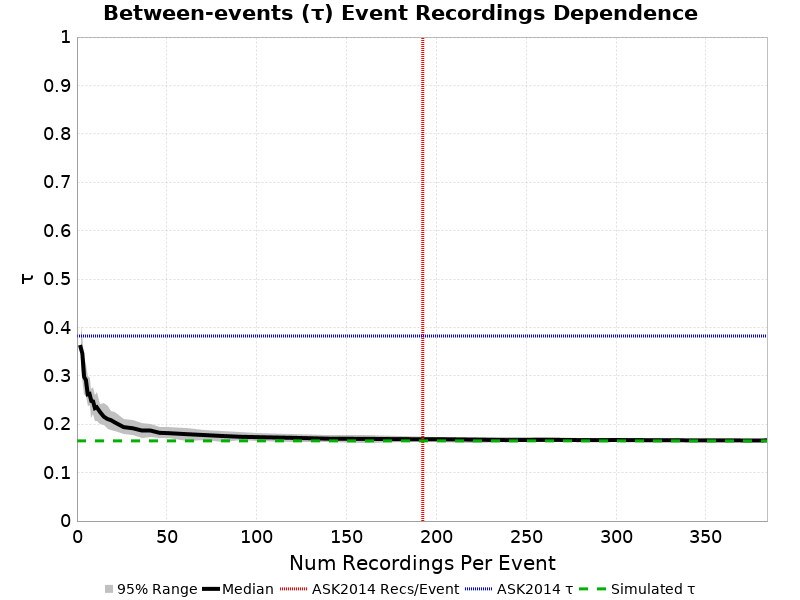 Between-events (τ) Event Recordings Dependence
1
0.9
0.8
0.7
0.6
0.5
0.4
0.3
0.2
0.1
0
τ
0 50 100 150 200 250 300 350
Num Recordings Per Event
95% Range Median ASK2014 Recs/Event ASK2014 τ Simulated τ